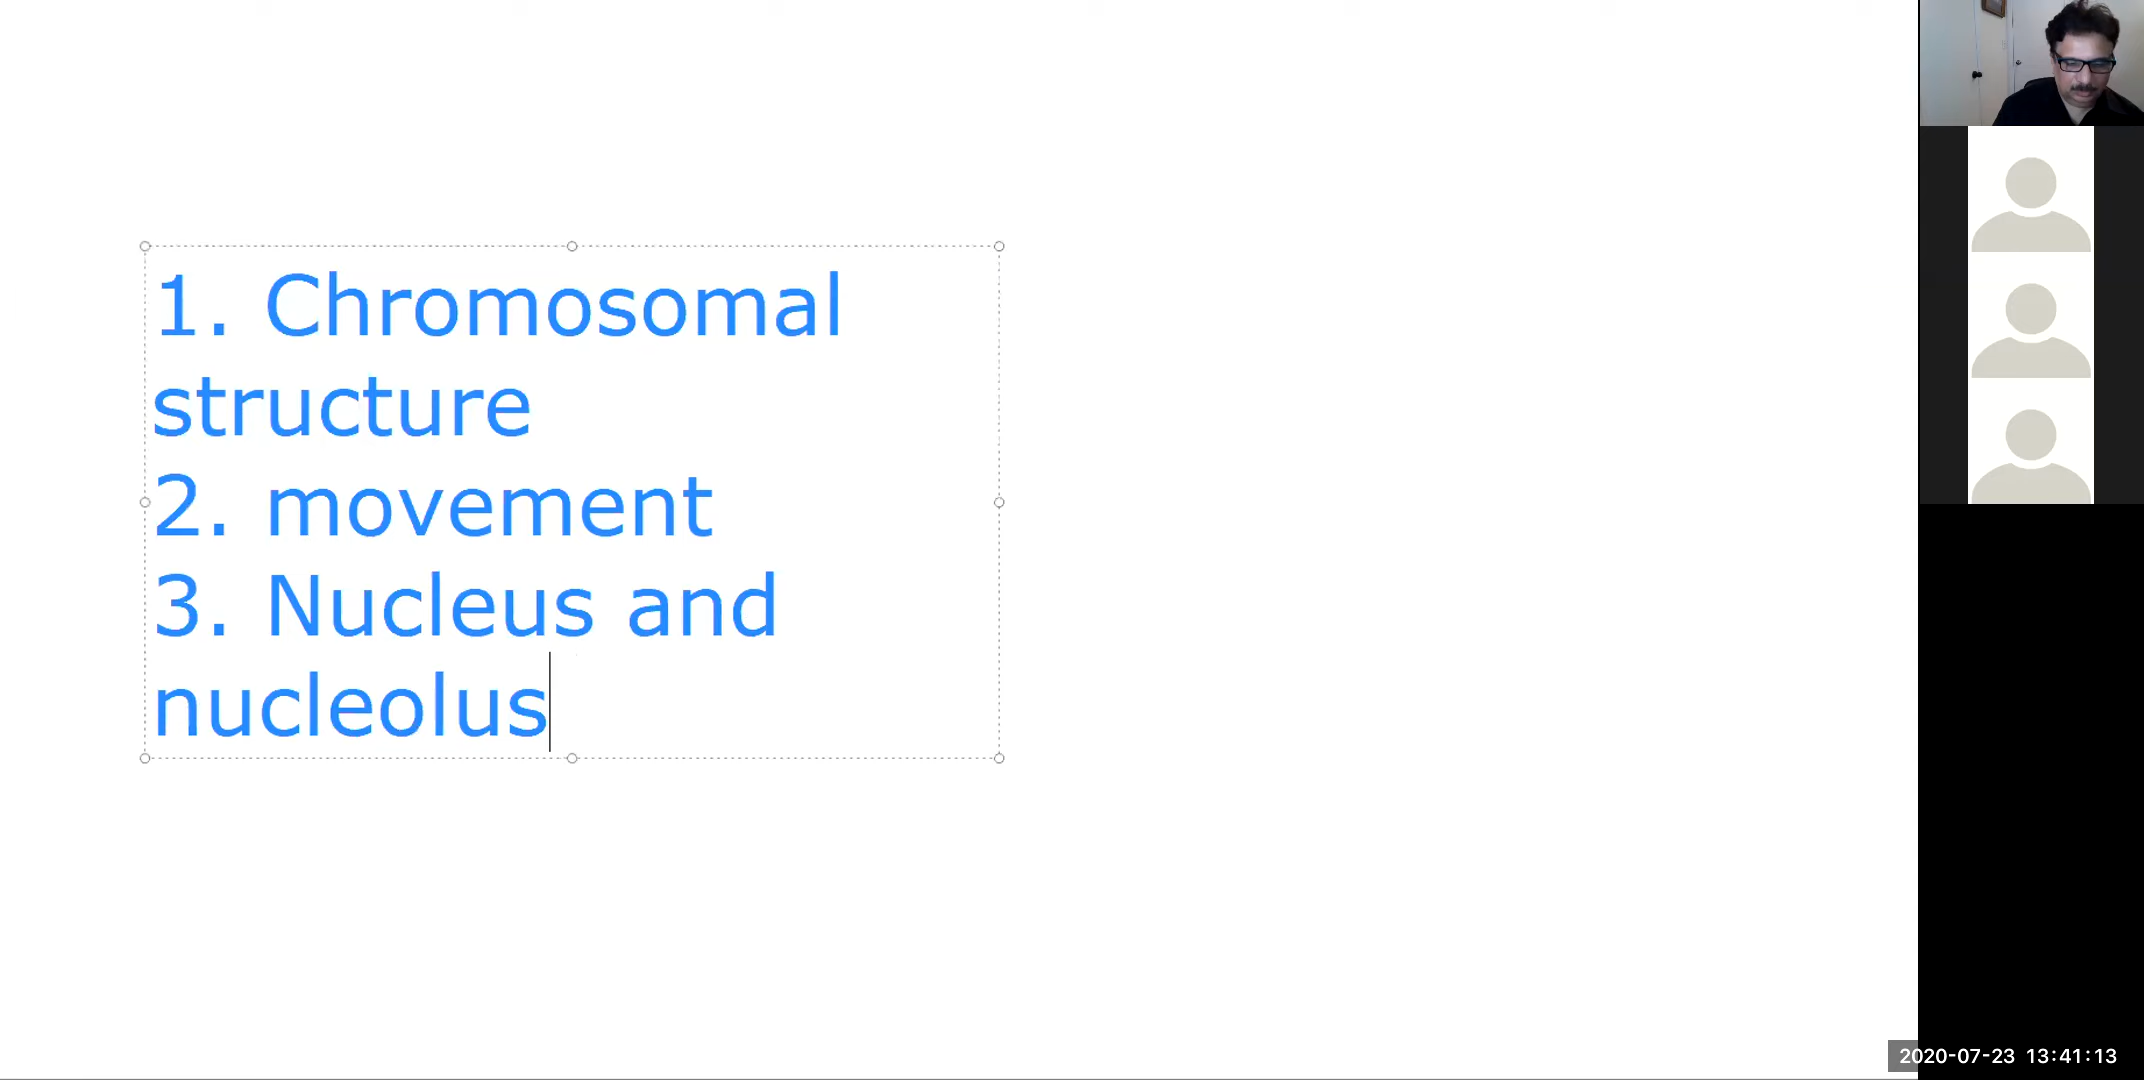 1. Chromosomal
structure
2. movement
3. Nucleus and
nucleolus
2020-07-23 13:41:13